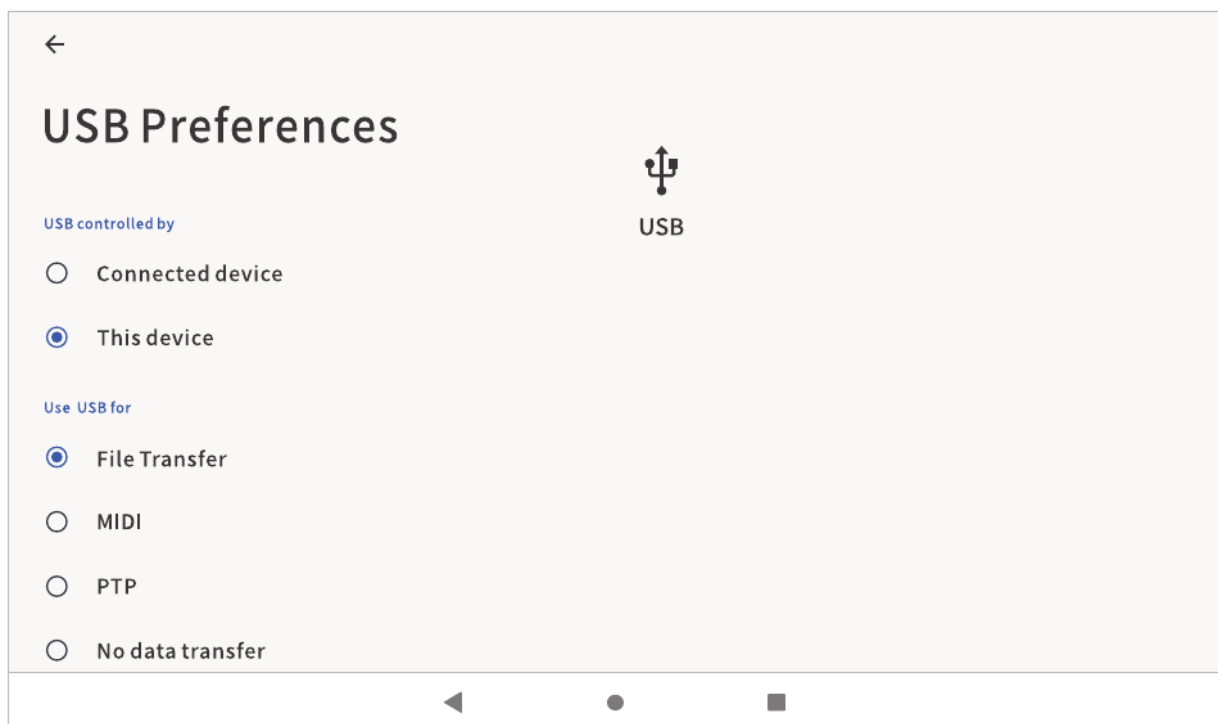 USB Preferences
USB
USB controlled by
Connected device
This device
Use USB for
File Transfer
MIDI
PTP
No data transfer